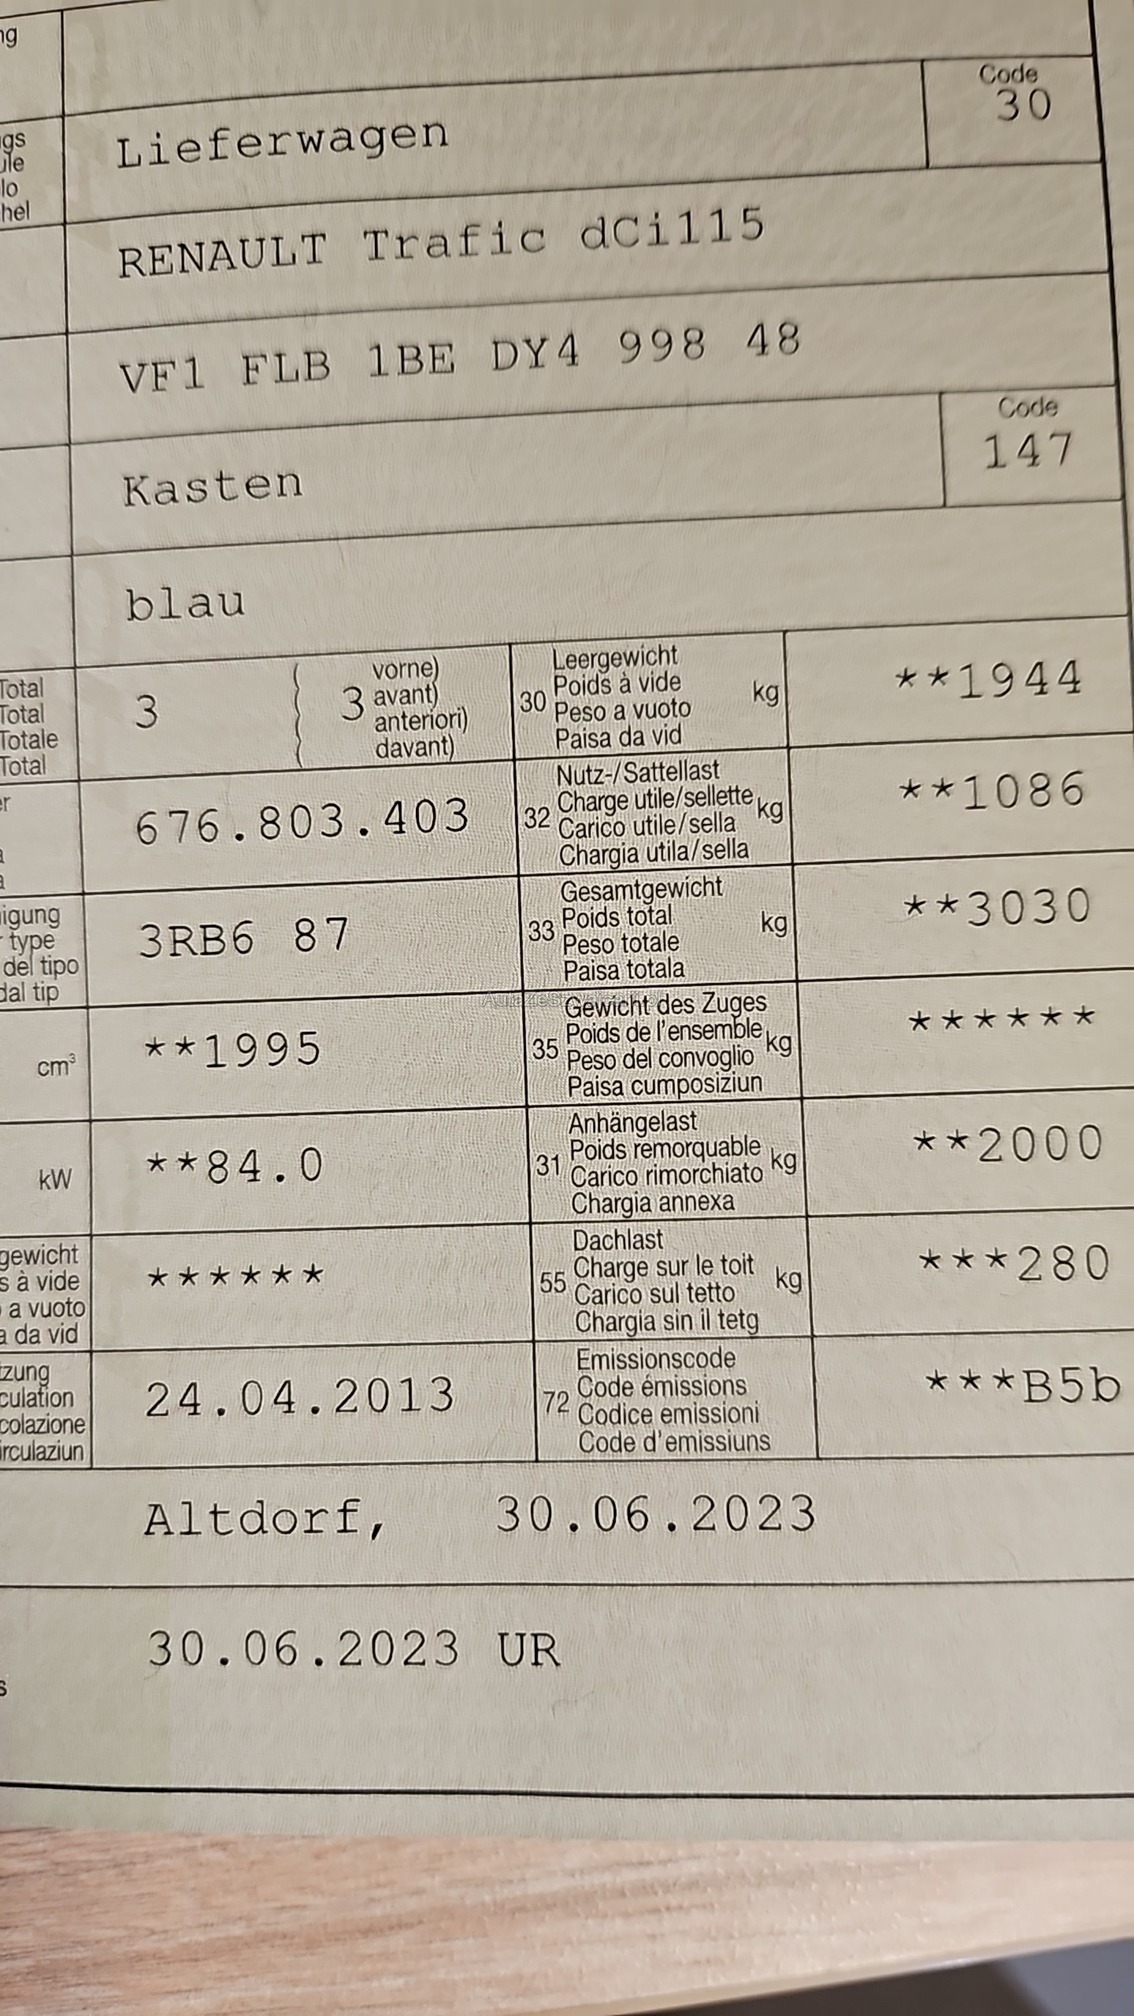 ng
Code
30
ngs
ule
lo
hel
Lieferwagen
RENAULT Trafic dCi115
VF1 FLB 1BE DY4 998 48
Code
147
Kasten
blau
Total
Total
Totale
Total
3
3
vorne)
avant)
anteriori)
davant)
30
Leergewicht
Poids à vide
Peso a vuoto
Paisa da vid
kg
**1944
er
a
a
676.803.403
32
Nutz-/Sattellast
Charge utile/sellette
Carico utile/sella
Chargia utila/sella
kg
**1086
nigung
type
del tipo
dal tip
3RB6 87
33
Gesamtgewicht
Poids total
Peso totale
Paisa totala
kg
**3030
cm³
**1995
35
Gewicht des Zuges
Poids de l'ensemble
Peso del convoglio
Paisa cumposiziun
kg
******
kW
**84.0
31
Anhängelast
Poids remorquable
Carico rimorchiato
Chargia annexa
kg
**2000
gewicht
s à vide
a vuoto
a da vid
******
55
Dachlast
Charge sur le toit
Carico sul tetto
Chargia sin il tetg
kg
***280
zung
culation
colazione
irculaziun
24.04.2013
72
Emissionscode
Code émissions
Codice emissioni
Code d'emissiuns
***B5b
Altdorf, 30.06.2023
30.06.2023 UR
s